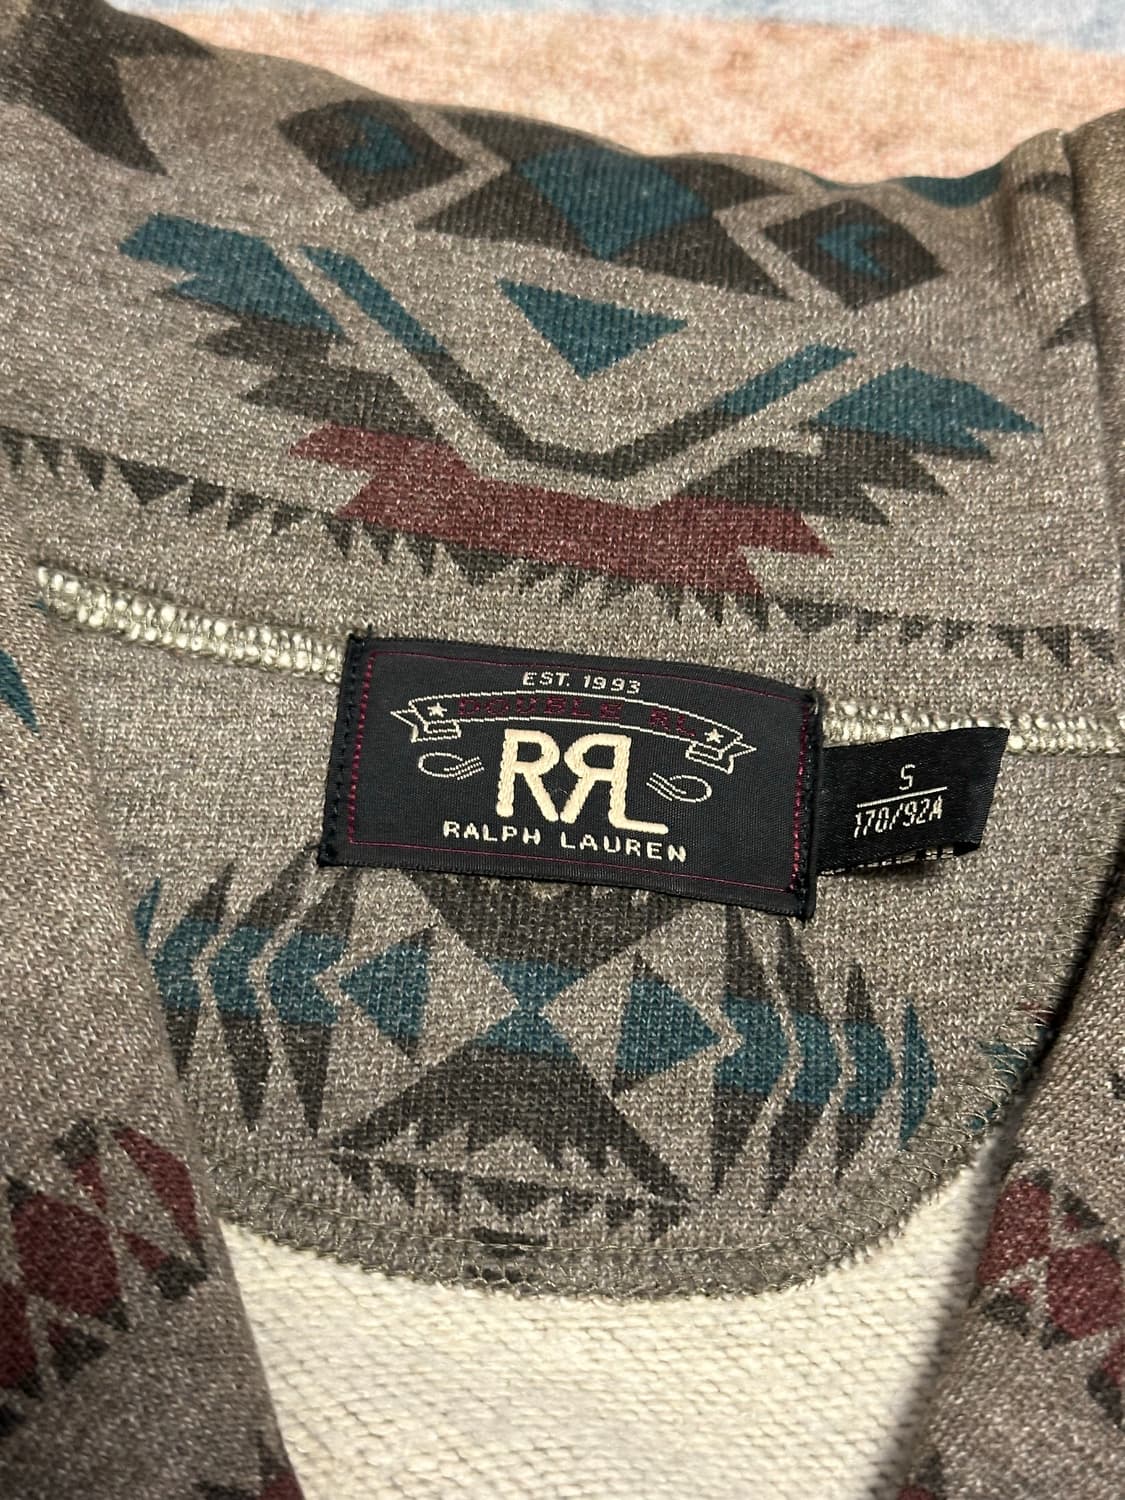 EST. 1993
DOUBLE RL
RRL
RALPH LAUREN
S
170/92A